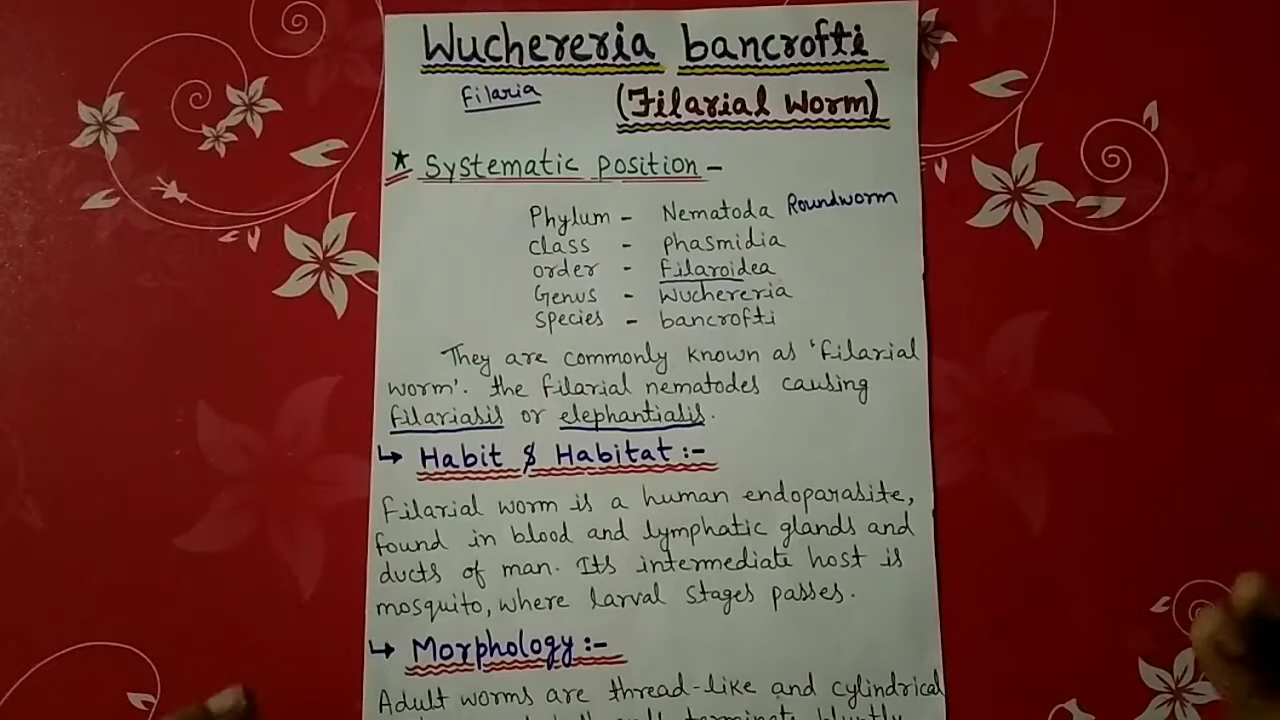 Wuchereria bancrofti
Filaria (Filarial Worm)
* Systematic position -
Phylum - Nematoda Roundworm
class - phasmidia
order - Filaroidea
Genus - Wuchereria
Species - bancrofti
They are commonly known as 'filarial
worm'. the filarial nematodes causing
filariasis or elephantiasis.
↳ Habit & Habitat :-
Filarial worm is a human endoparasite,
found in blood and lymphatic glands and
ducts of man. Its intermediate host is
mosquito, where larval stages passes.
↳ Morphology :-
Adult worms are thread-like and cylindrical
terminate bluntly